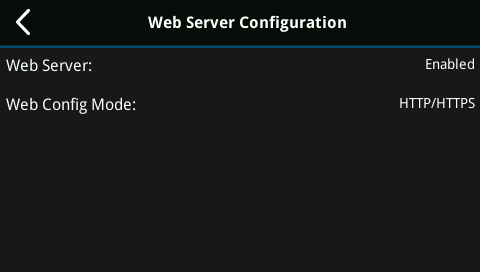 Web Server Configuration
Web Server: Enabled
Web Config Mode: HTTP/HTTPS